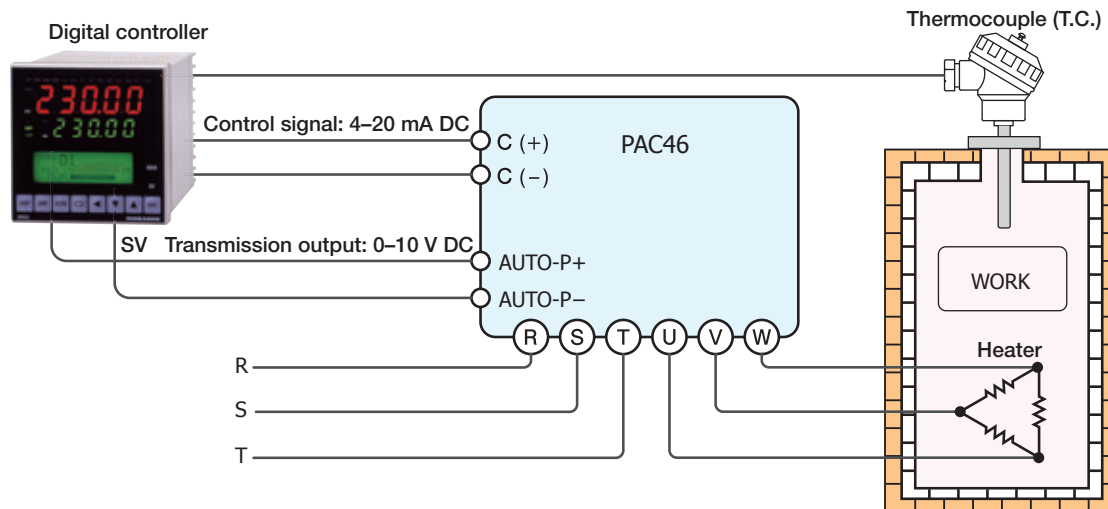 Digital controller
Thermocouple (T.C.)
230.00
230.00
01
Control signal: 4–20 mA DC
C (+)
PAC46
C (−)
SV Transmission output: 0–10 V DC
AUTO-P+
AUTO-P−
WORK
R S T U V W
Heater
R
S
T